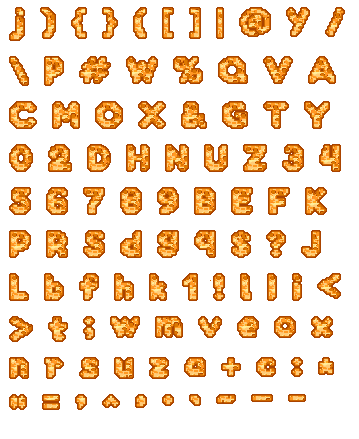 j ) { } ( [ ] | @ y /
\ p # W % Q V A
C M O X & G T Y
0 2 D H N U Z 3 4
5 6 7 8 9 B E F K
P R S d g q $ ? J
L b f h k 1 ! l I i <
> t ; w m v e o x
n r s u z a + c :
" = , ^